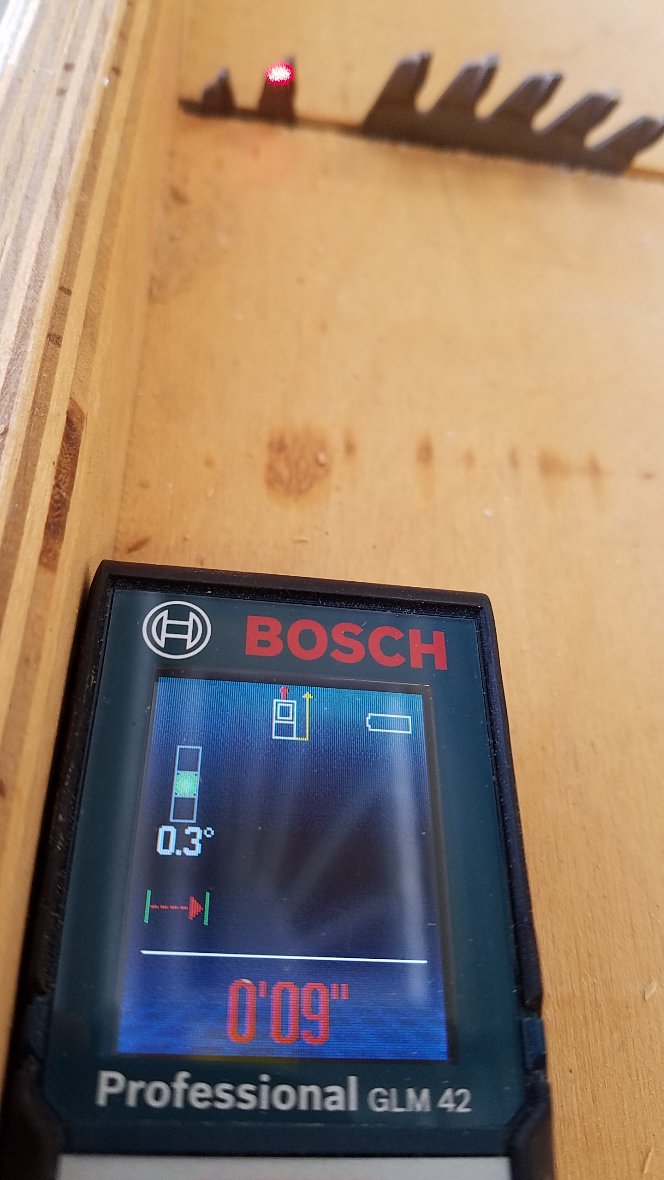 BOSCH
0.3°
0'09"
Professional GLM 42